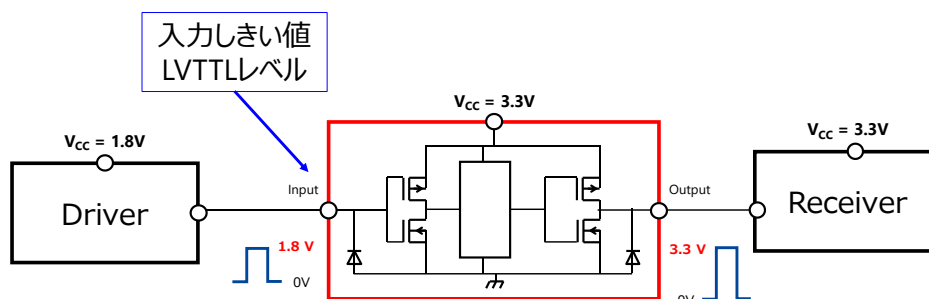 入力しきい値
LVTTLレベル
VCC = 3.3V
VCC = 1.8V
VCC = 3.3V
Input
Output
Driver
Receiver
1.8 V
0V
3.3 V
0V